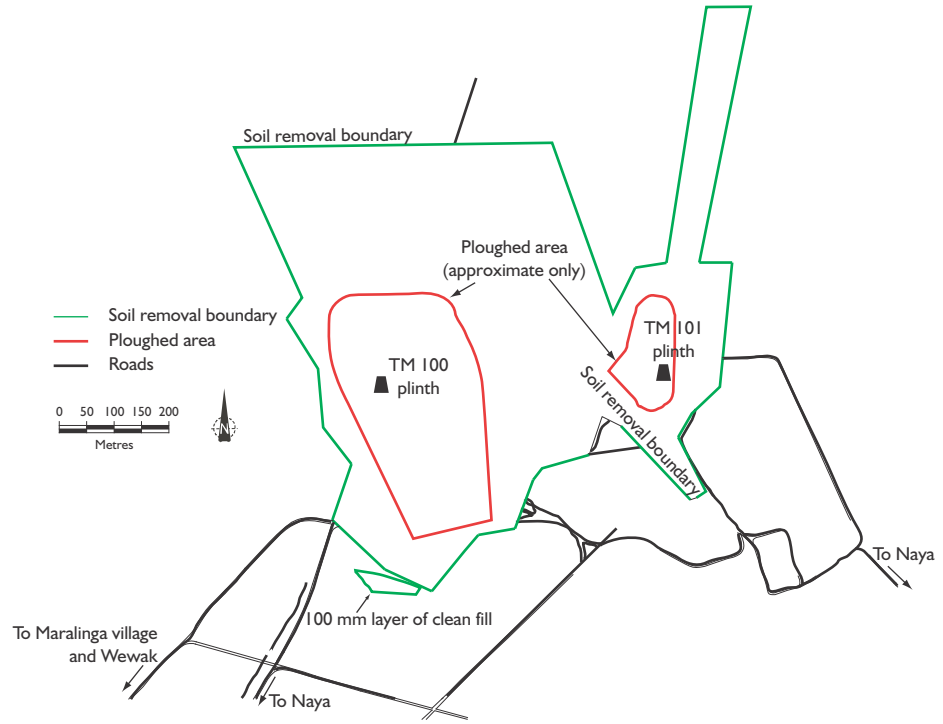 Soil removal boundary
Ploughed area
(approximate only)
Soil removal boundary
Ploughed area
Roads
TM 100
plinth
TM 101
plinth
Soil removal boundary
0 50 100 150 200
Metres
N
To Naya
100 mm layer of clean fill
To Maralinga village
and Wewak
To Naya